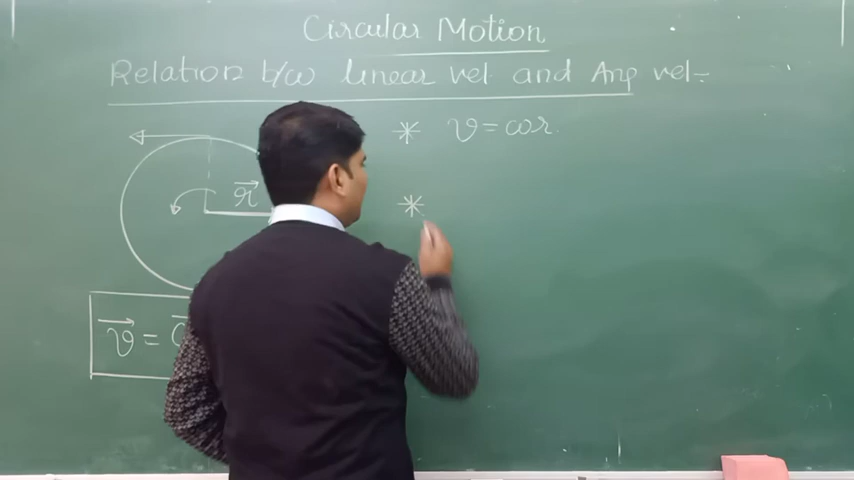 Circular Motion
Relation b/w linear vel and Ang vel:-
* v = ωr
r⃗
*
v⃗ =